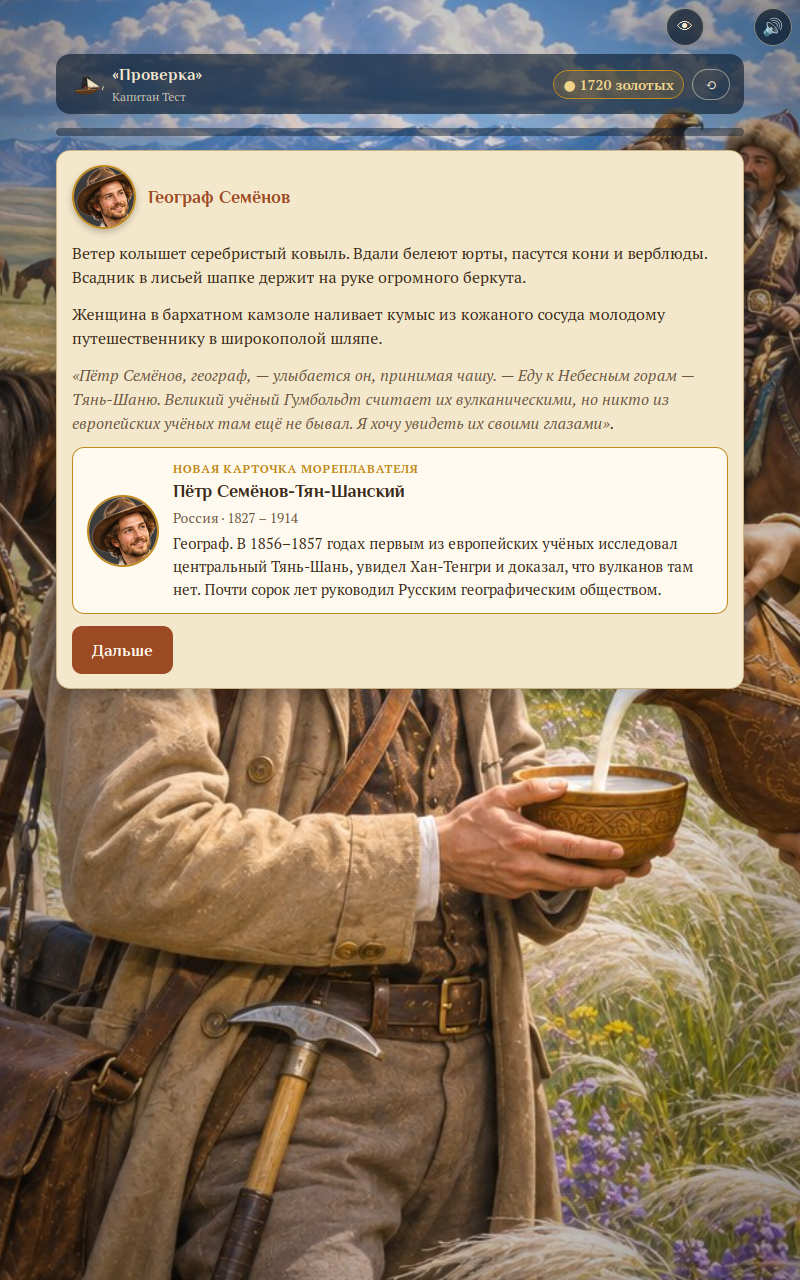 «Проверка»
Капитан Тест
1720 золотых
Географ Семёнов
Ветер колышет серебристый ковыль. Вдали белеют юрты, пасутся кони и верблюды.
Всадник в лисьей шапке держит на руке огромного беркута.
Женщина в бархатном камзоле наливает кумыс из кожаного сосуда молодому
путешественнику в широкополой шляпе.
«Пётр Семёнов, географ, — улыбается он, принимая чашу. — Еду к Небесным горам —
Тянь-Шаню. Великий учёный Гумбольдт считает их вулканическими, но никто из
европейских учёных там ещё не бывал. Я хочу увидеть их своими глазами».
НОВАЯ КАРТОЧКА МОРЕПЛАВАТЕЛЯ
Пётр Семёнов-Тян-Шанский
Россия · 1827 – 1914
Географ. В 1856–1857 годах первым из европейских учёных исследовал
центральный Тянь-Шань, увидел Хан-Тенгри и доказал, что вулканов там
нет. Почти сорок лет руководил Русским географическим обществом.
Дальше